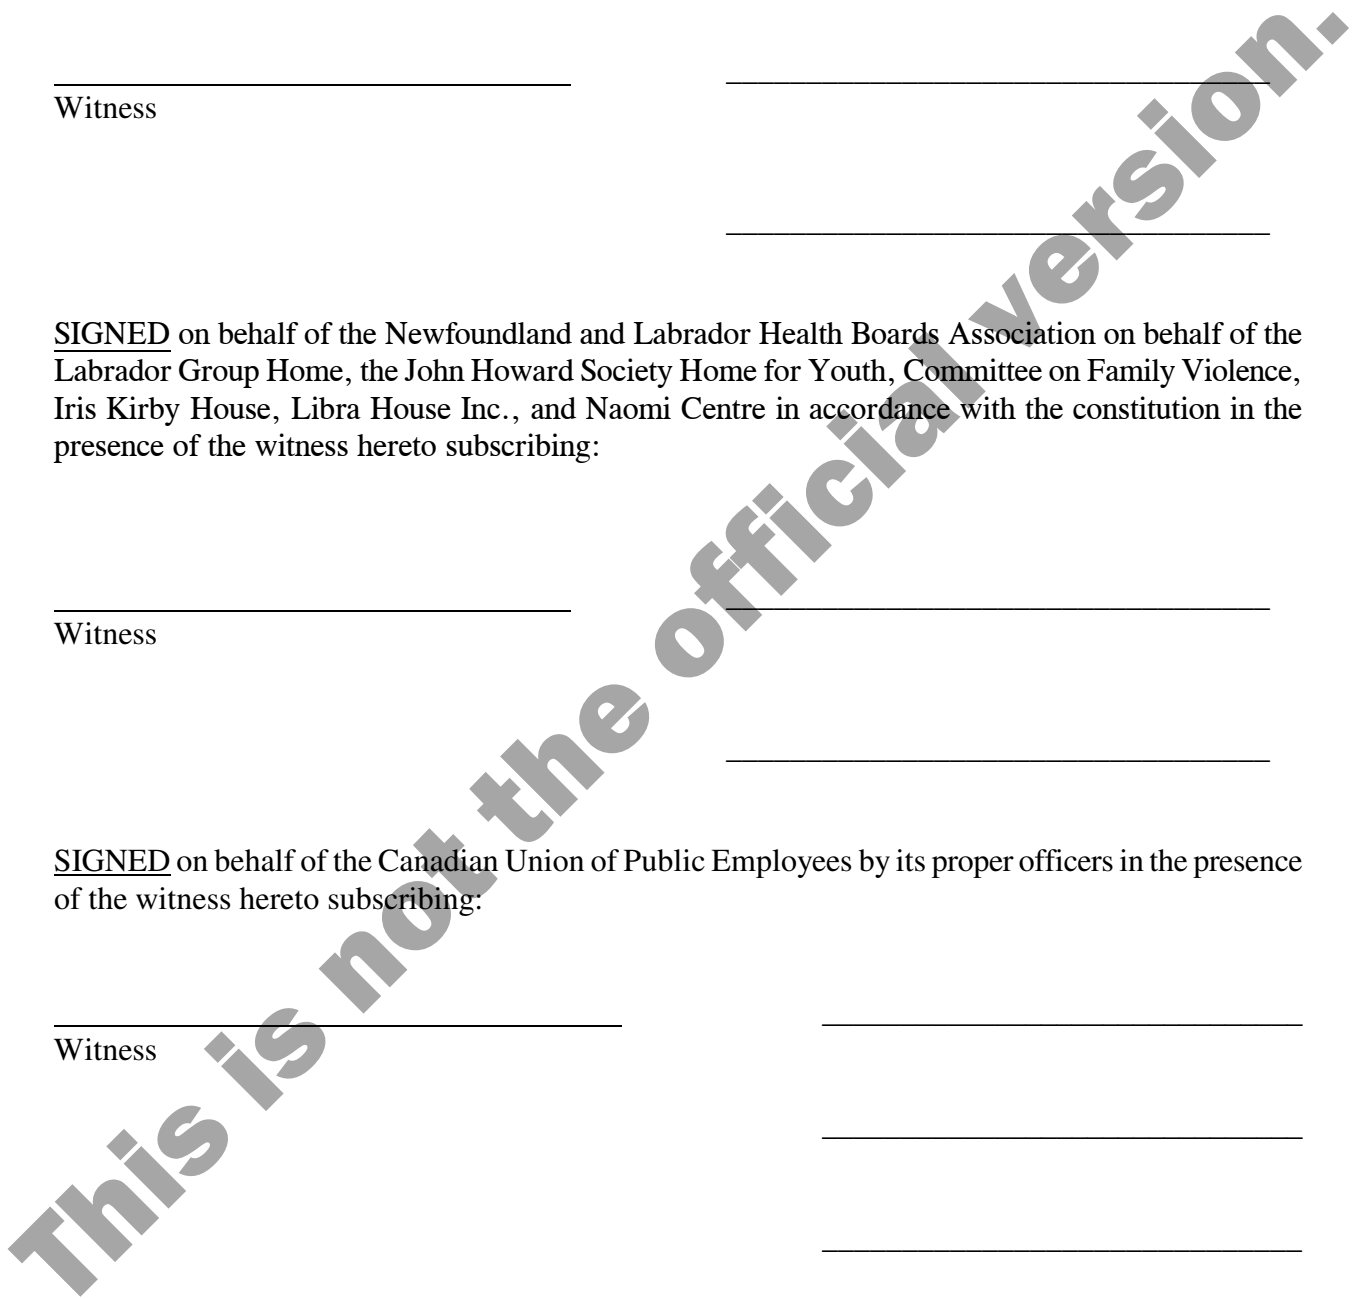 Witness
SIGNED on behalf of the Newfoundland and Labrador Health Boards Association on behalf of the
Labrador Group Home, the John Howard Society Home for Youth, Committee on Family Violence,
Iris Kirby House, Libra House Inc., and Naomi Centre in accordance with the constitution in the
presence of the witness hereto subscribing:
Witness
SIGNED on behalf of the Canadian Union of Public Employees by its proper officers in the presence
of the witness hereto subscribing:
Witness
This is not the official version.